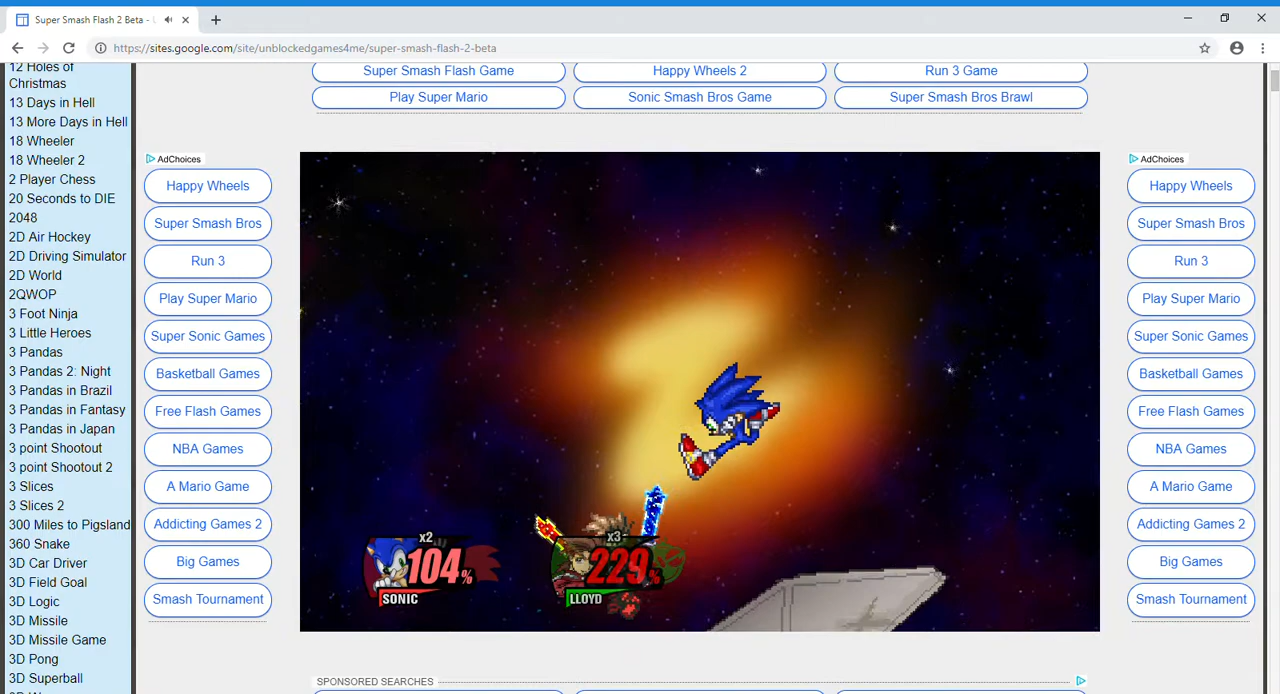 Super Smash Flash 2 Beta -
https://sites.google.com/site/unblockedgames4me/super-smash-flash-2-beta
12 Holes of
Christmas
13 Days in Hell
13 More Days in Hell
18 Wheeler
18 Wheeler 2
2 Player Chess
20 Seconds to DIE
2048
2D Air Hockey
2D Driving Simulator
2D World
2QWOP
3 Foot Ninja
3 Little Heroes
3 Pandas
3 Pandas 2: Night
3 Pandas in Brazil
3 Pandas in Fantasy
3 Pandas in Japan
3 point Shootout
3 point Shootout 2
3 Slices
3 Slices 2
300 Miles to Pigsland
360 Snake
3D Car Driver
3D Field Goal
3D Logic
3D Missile
3D Missile Game
3D Pong
3D Superball
Super Smash Flash Game
Happy Wheels 2
Run 3 Game
Play Super Mario
Sonic Smash Bros Game
Super Smash Bros Brawl
AdChoices
Happy Wheels
Super Smash Bros
Run 3
Play Super Mario
Super Sonic Games
Basketball Games
Free Flash Games
NBA Games
A Mario Game
Addicting Games 2
Big Games
Smash Tournament
x2
104%
SONIC
x3
229%
LLOYD
AdChoices
Happy Wheels
Super Smash Bros
Run 3
Play Super Mario
Super Sonic Games
Basketball Games
Free Flash Games
NBA Games
A Mario Game
Addicting Games 2
Big Games
Smash Tournament
SPONSORED SEARCHES